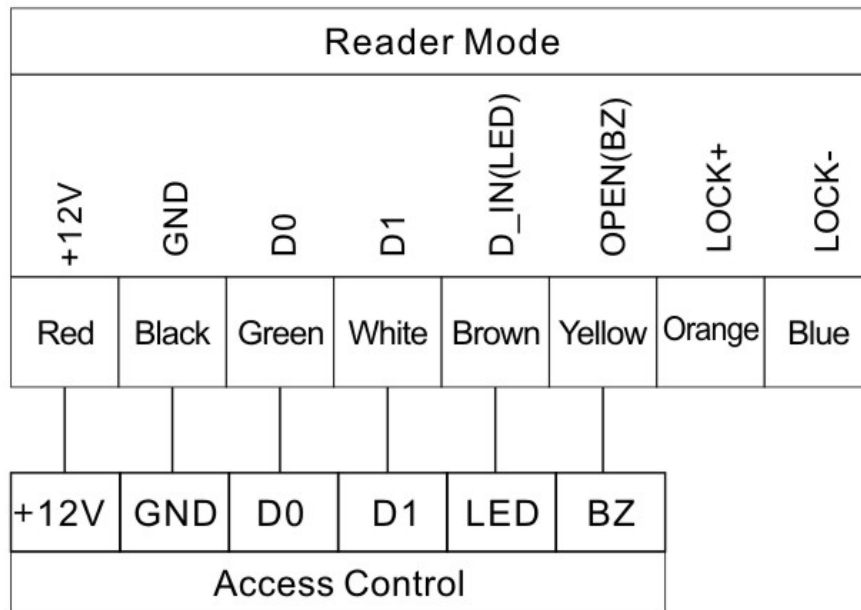 Reader Mode
+12V GND D0 D1 D_IN(LED) OPEN(BZ) LOCK+ LOCK-
Red Black Green White Brown Yellow Orange Blue
+12V GND D0 D1 LED BZ
Access Control